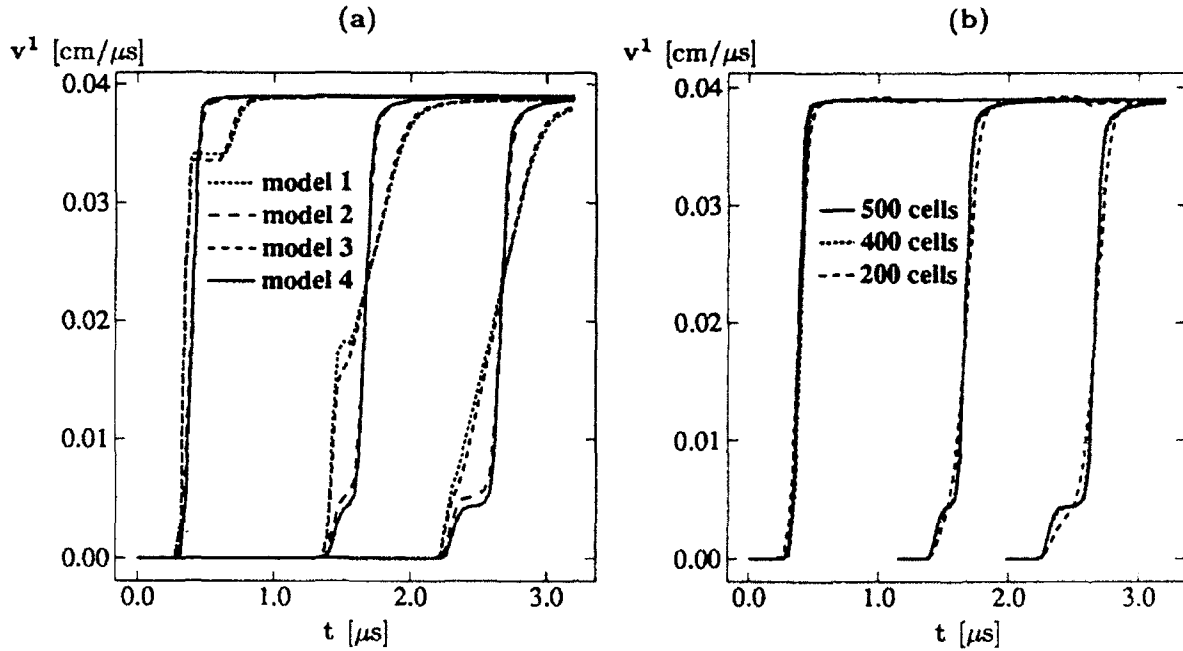 (a)
v¹ [cm/μs]
0.04
0.03
0.02
0.01
0.00
model 1
model 2
model 3
model 4
0.0 1.0 2.0 3.0
t [μs]
(b)
v¹ [cm/μs]
0.04
0.03
0.02
0.01
0.00
500 cells
400 cells
200 cells
0.0 1.0 2.0 3.0
t [μs]